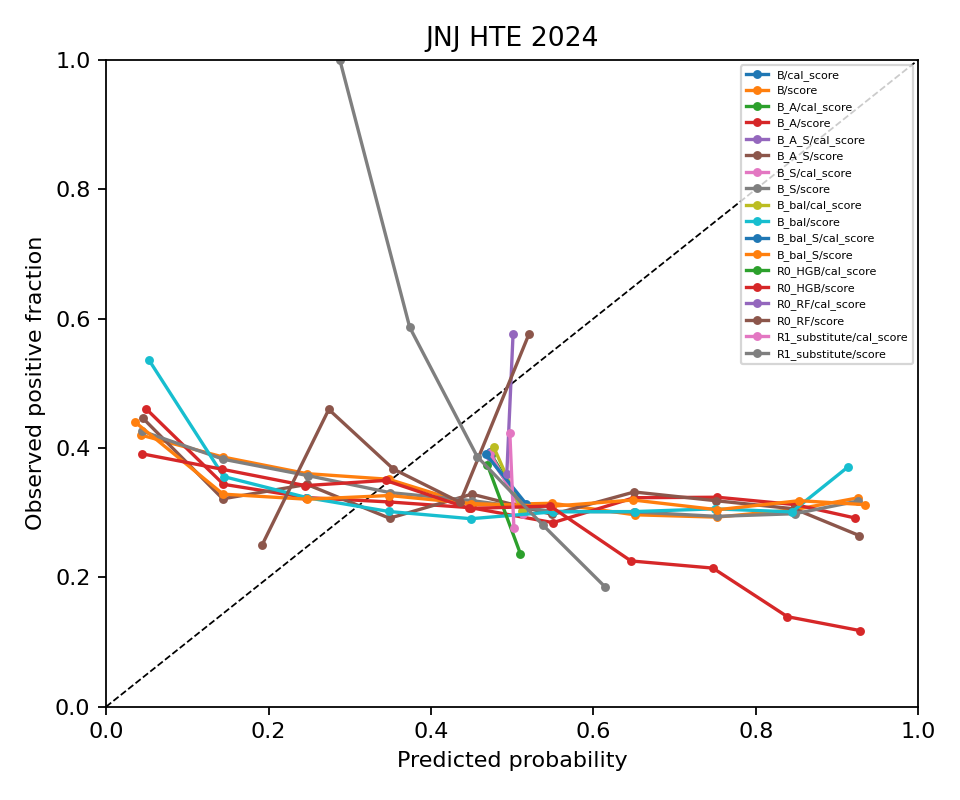 JNJ HTE 2024
Observed positive fraction
1.0
0.8
0.6
0.4
0.2
0.0
B/cal_score
B/score
B_A/cal_score
B_A/score
B_A_S/cal_score
B_A_S/score
B_S/cal_score
B_S/score
B_bal/cal_score
B_bal/score
B_bal_S/cal_score
B_bal_S/score
R0_HGB/cal_score
R0_HGB/score
R0_RF/cal_score
R0_RF/score
R1_substitute/cal_score
R1_substitute/score
0.0 0.2 0.4 0.6 0.8 1.0
Predicted probability